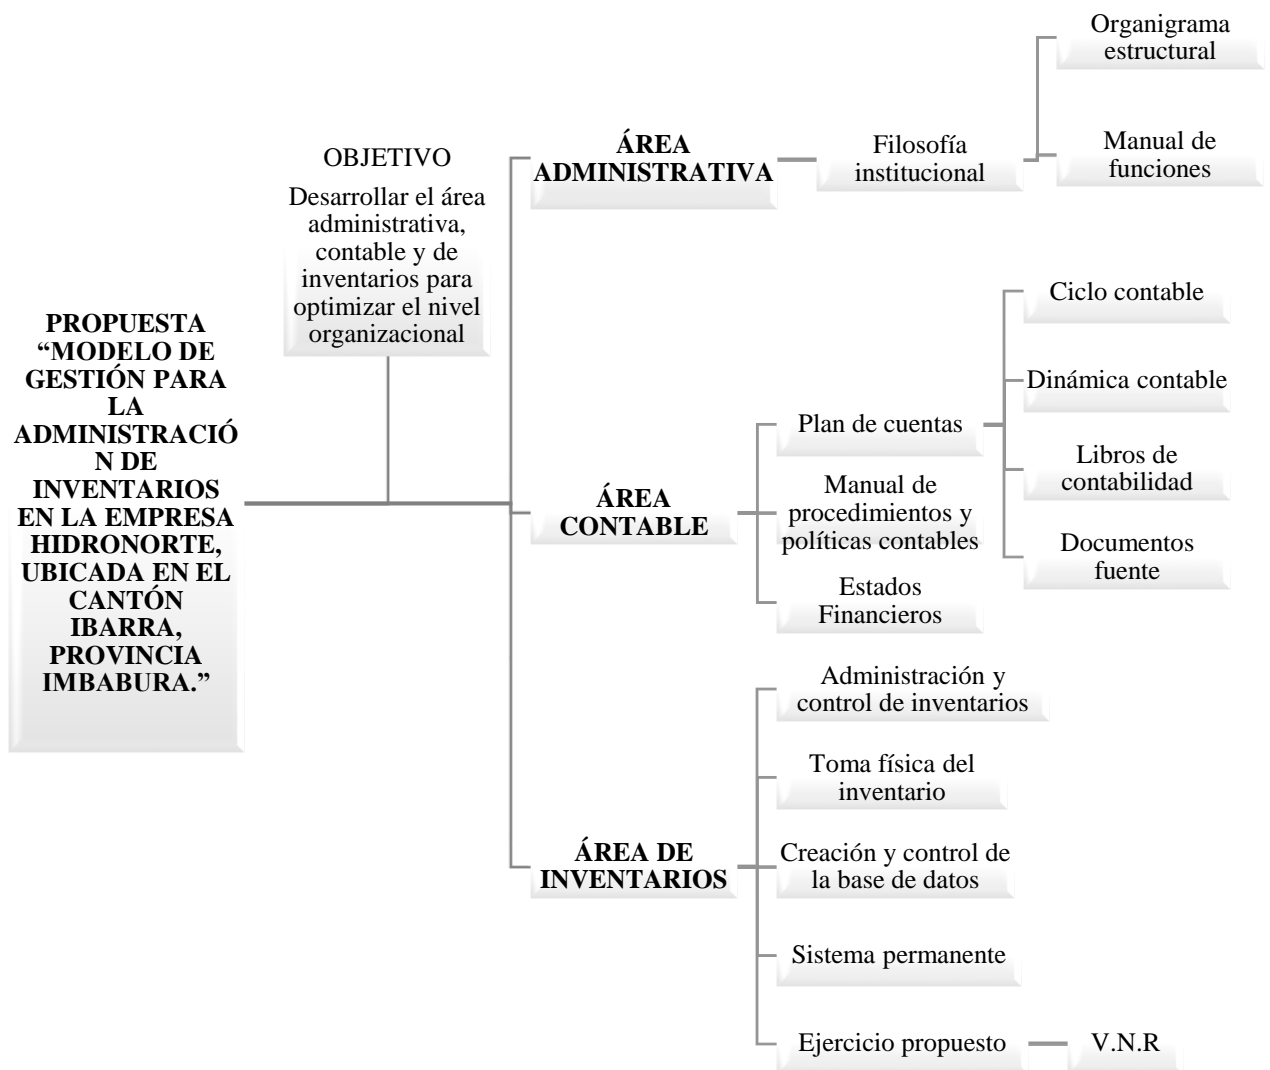 PROPUESTA
“MODELO DE
GESTIÓN PARA
LA
ADMINISTRACIÓ
N DE
INVENTARIOS
EN LA EMPRESA
HIDRONORTE,
UBICADA EN EL
CANTÓN
IBARRA,
PROVINCIA
IMBABURA.”
OBJETIVO
Desarrollar el área
administrativa,
contable y de
inventarios para
optimizar el nivel
organizacional
ÁREA
ADMINISTRATIVA
Filosofía
institucional
Organigrama
estructural
Manual de
funciones
ÁREA
CONTABLE
Plan de cuentas
Ciclo contable
Dinámica contable
Libros de
contabilidad
Documentos
fuente
Manual de
procedimientos y
políticas contables
Estados
Financieros
ÁREA DE
INVENTARIOS
Administración y
control de inventarios
Toma física del
inventario
Creación y control de
la base de datos
Sistema permanente
Ejercicio propuesto
V.N.R